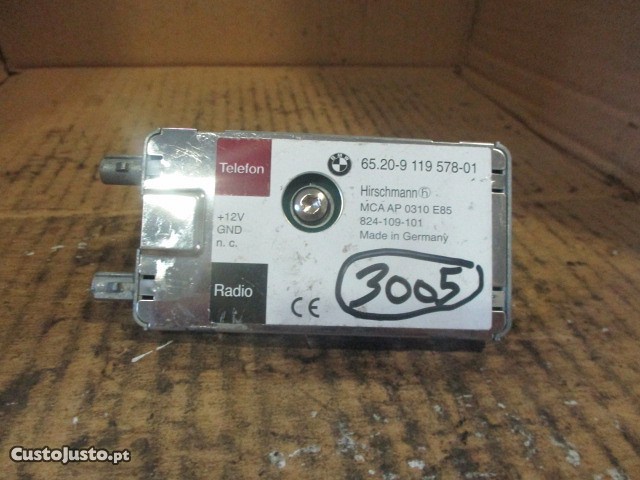 Telefon
65.20-9 119 578-01
Hirschmann
MCA AP 0310 E85
824-109-101
Made in Germany
+12V
GND
n. c.
Radio
CE
3005
CustoJusto.pt